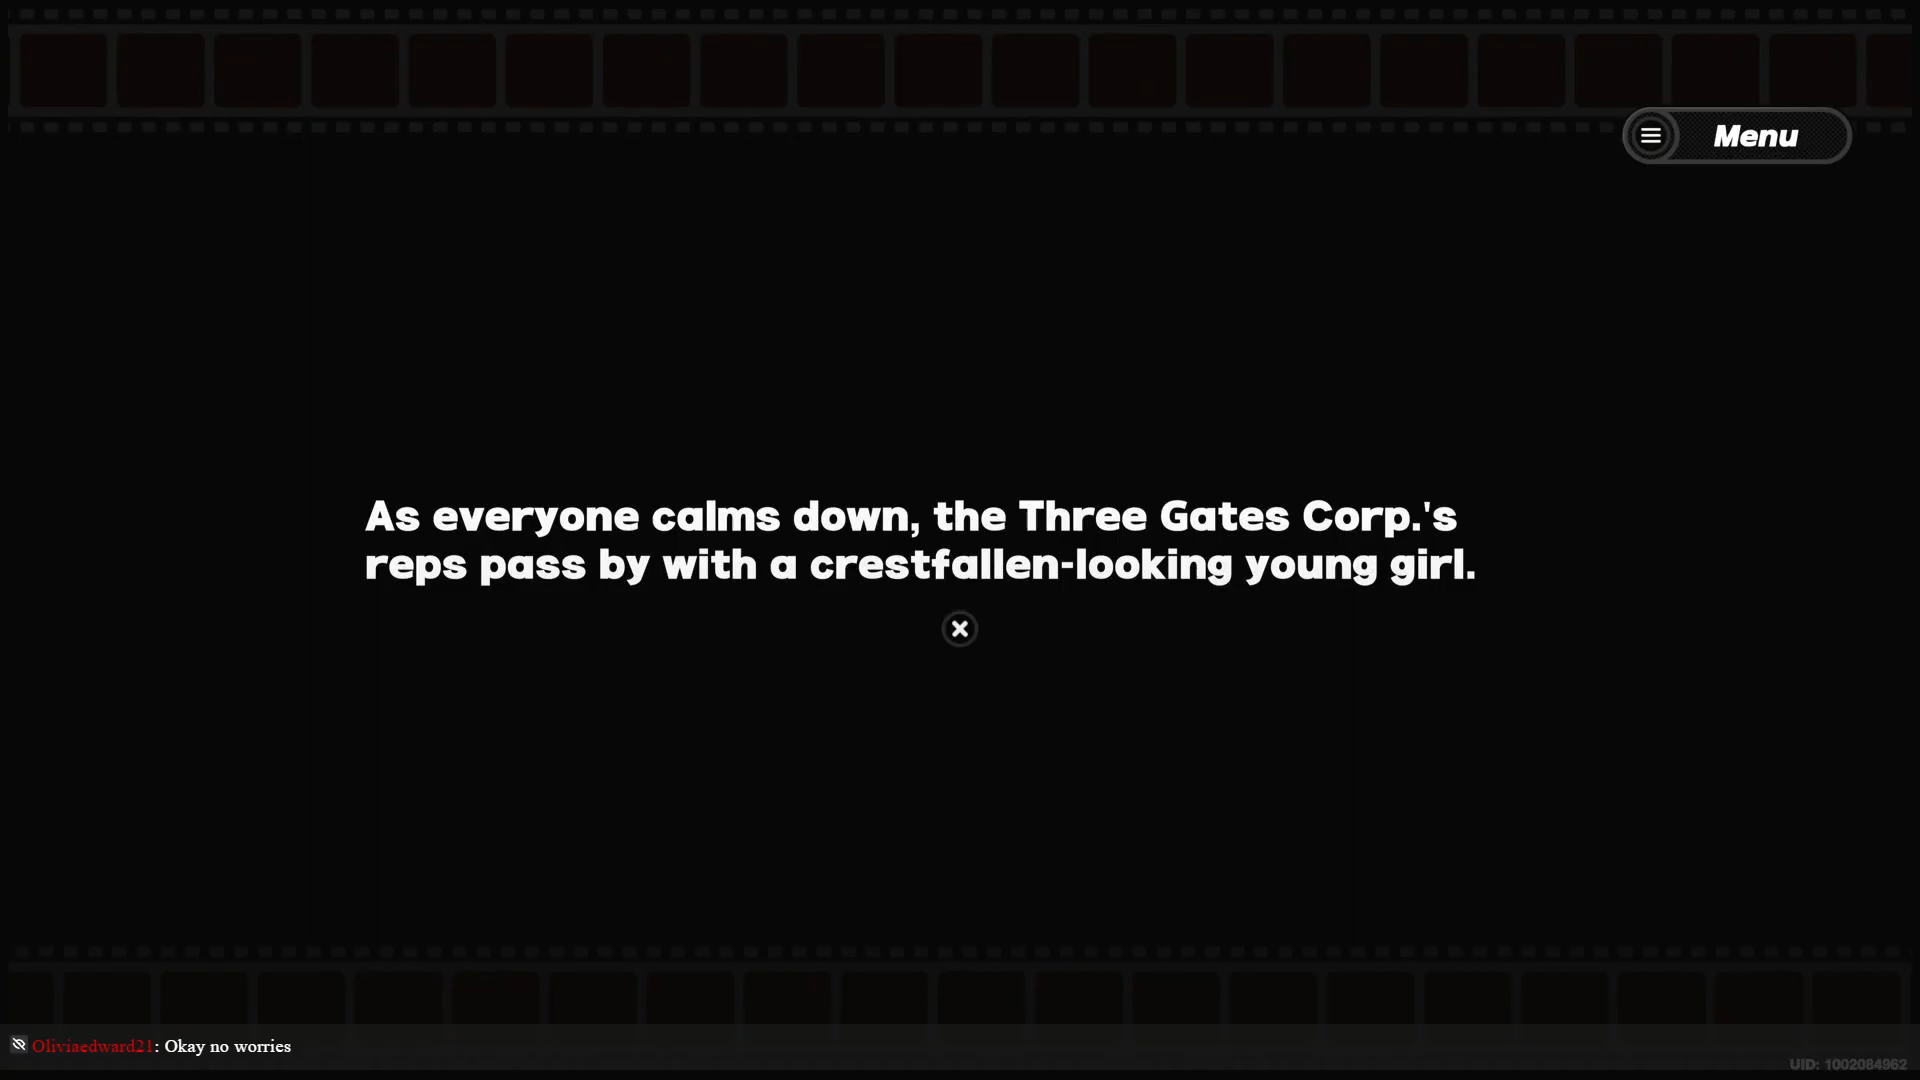 Menu
As everyone calms down, the Three Gates Corp.'s
reps pass by with a crestfallen-looking young girl.
Oliviaedward21: Okay no worries
UID: 1002084962